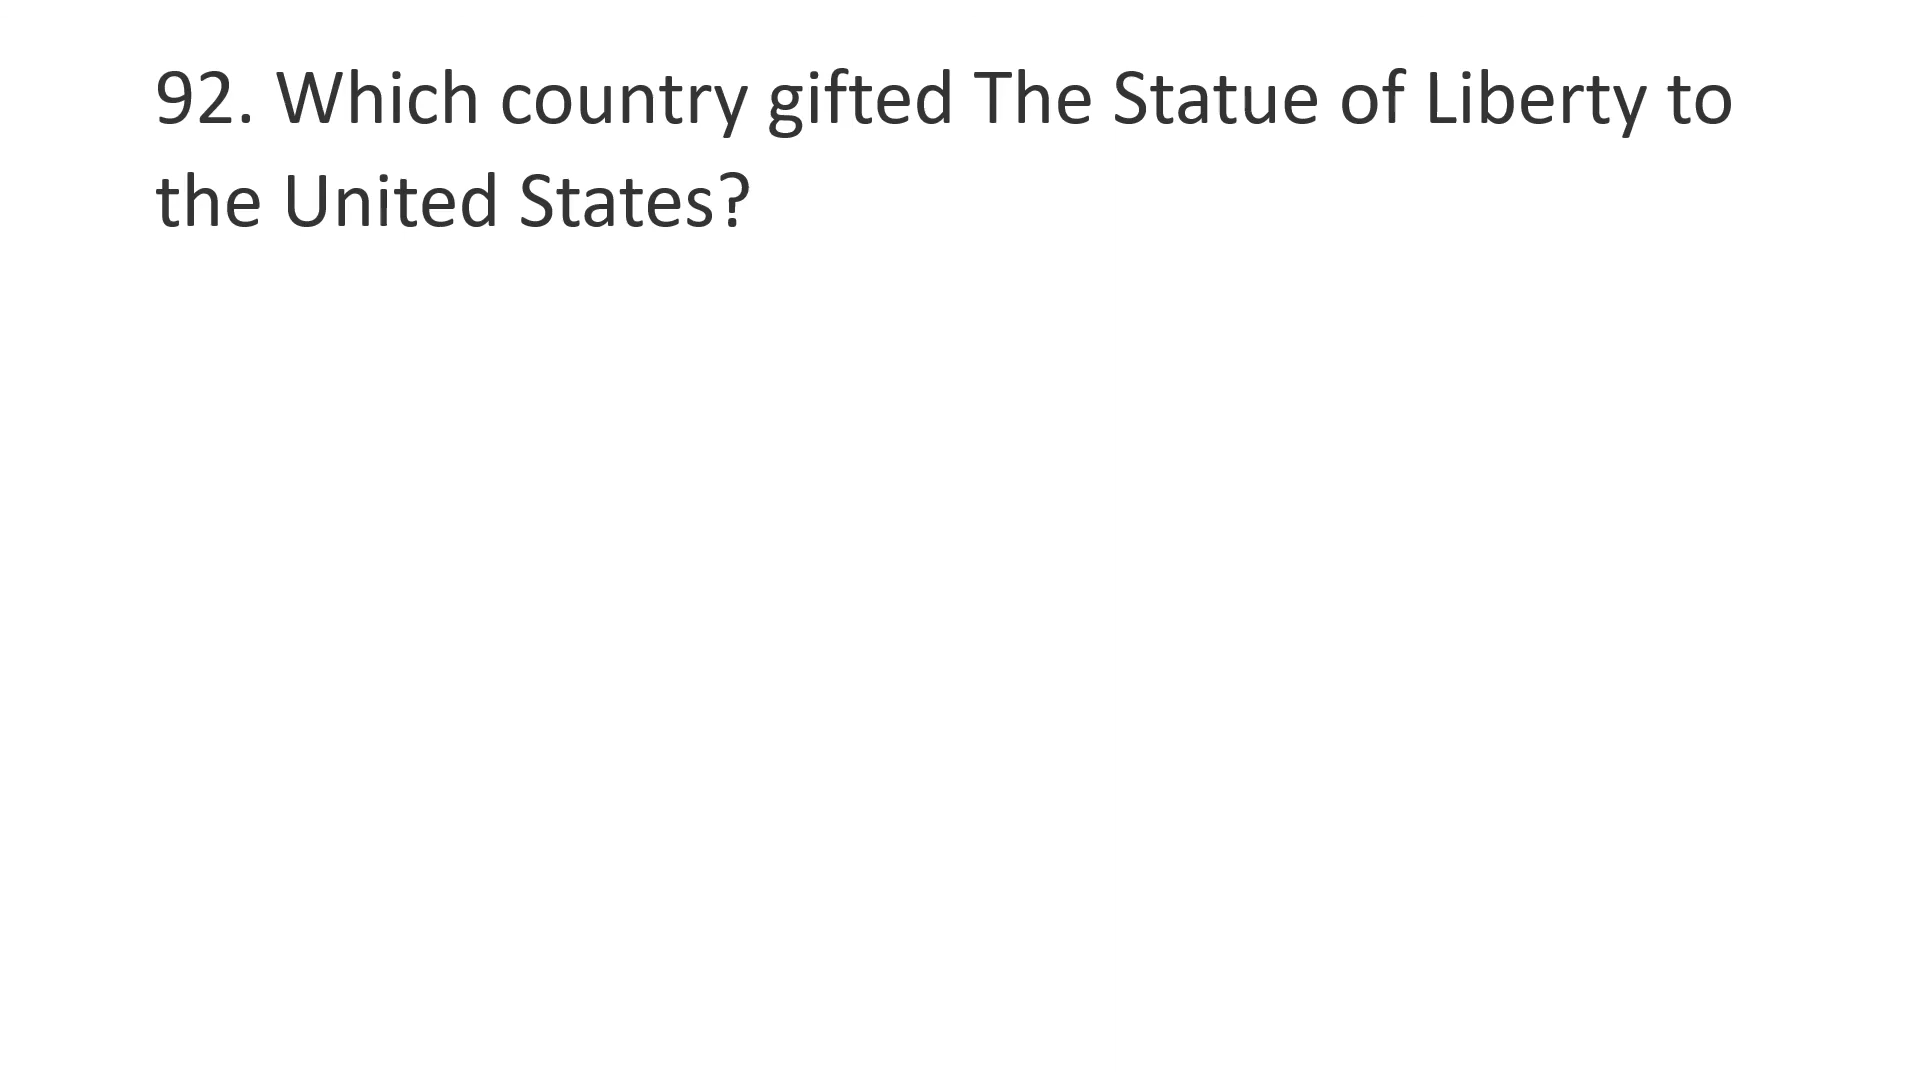 92. Which country gifted The Statue of Liberty to
the United States?